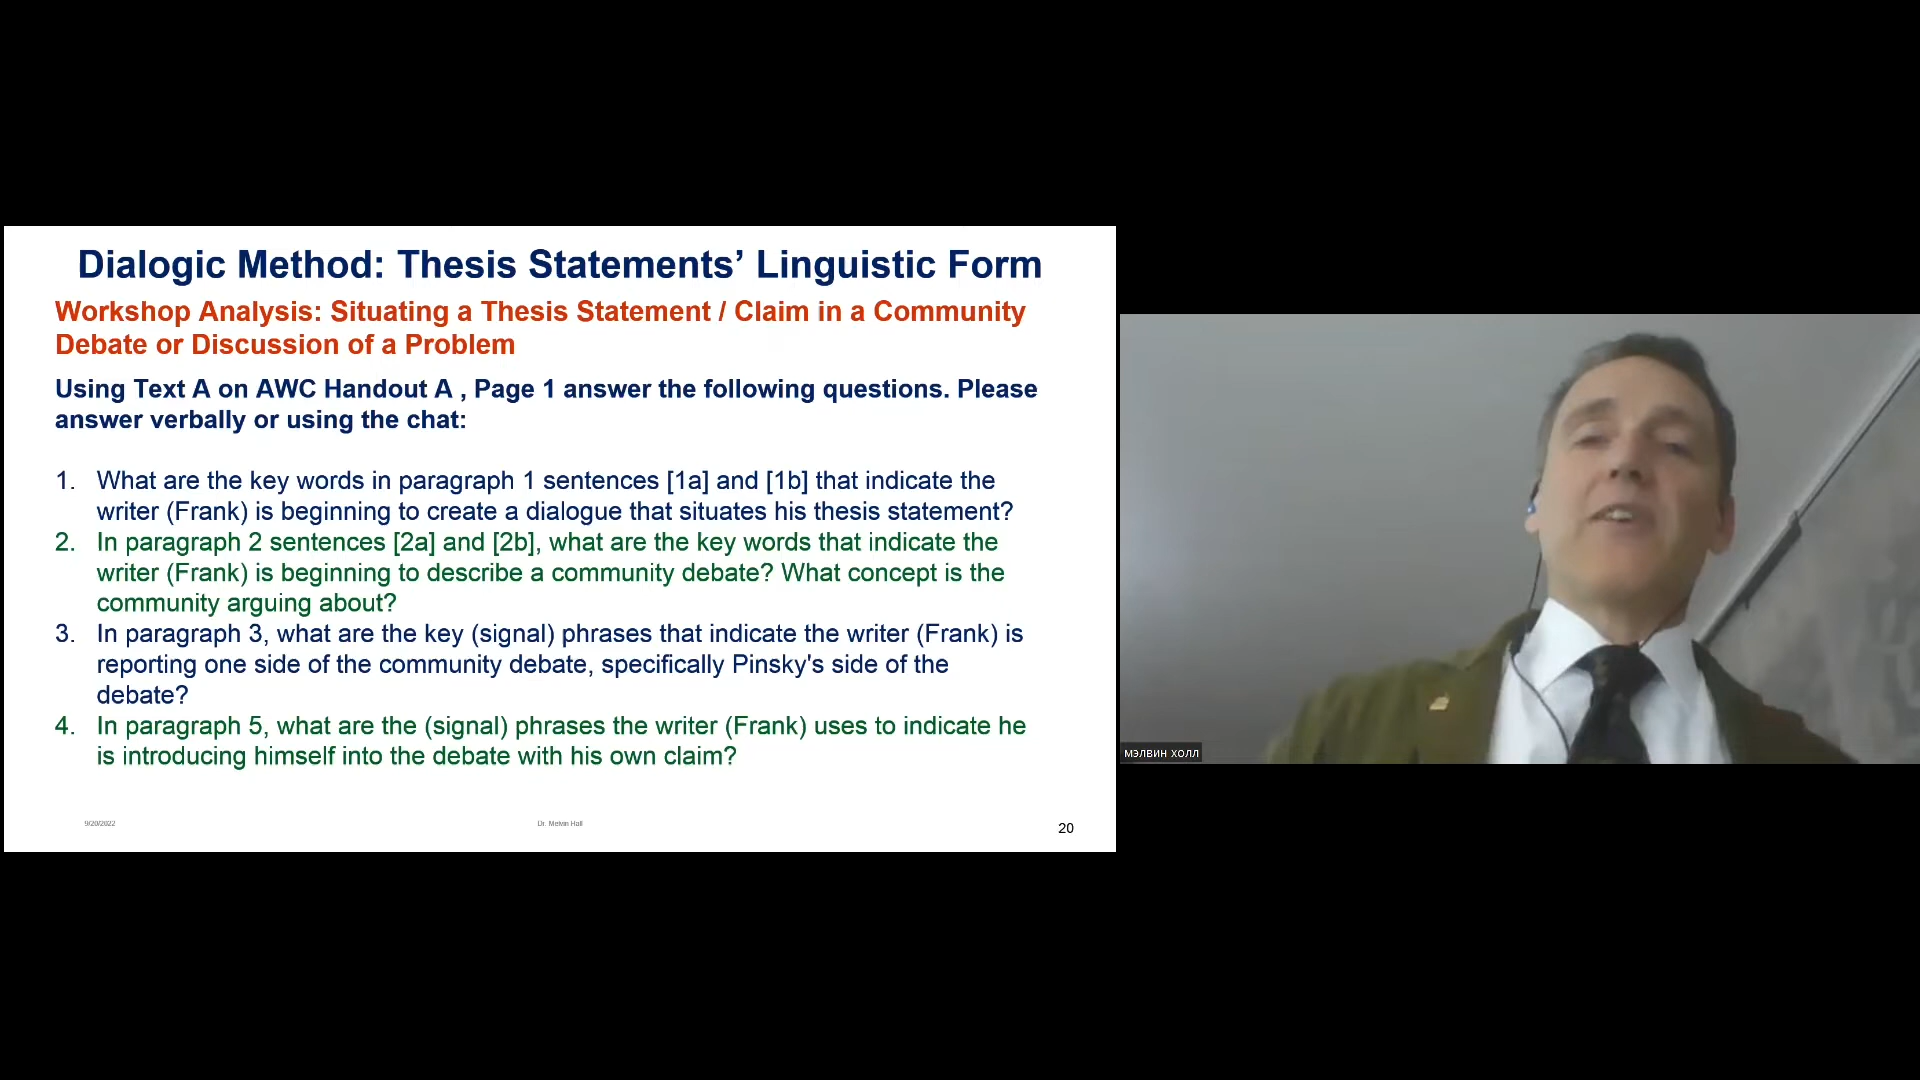 Dialogic Method: Thesis Statements’ Linguistic Form
Workshop Analysis: Situating a Thesis Statement / Claim in a Community
Debate or Discussion of a Problem
Using Text A on AWC Handout A , Page 1 answer the following questions. Please
answer verbally or using the chat:
1. What are the key words in paragraph 1 sentences [1a] and [1b] that indicate the
writer (Frank) is beginning to create a dialogue that situates his thesis statement?
2. In paragraph 2 sentences [2a] and [2b], what are the key words that indicate the
writer (Frank) is beginning to describe a community debate? What concept is the
community arguing about?
3. In paragraph 3, what are the key (signal) phrases that indicate the writer (Frank) is
reporting one side of the community debate, specifically Pinsky's side of the
debate?
4. In paragraph 5, what are the (signal) phrases the writer (Frank) uses to indicate he
is introducing himself into the debate with his own claim?
9/20/2022
Dr. Melvin Hall
20
мэлвин холл